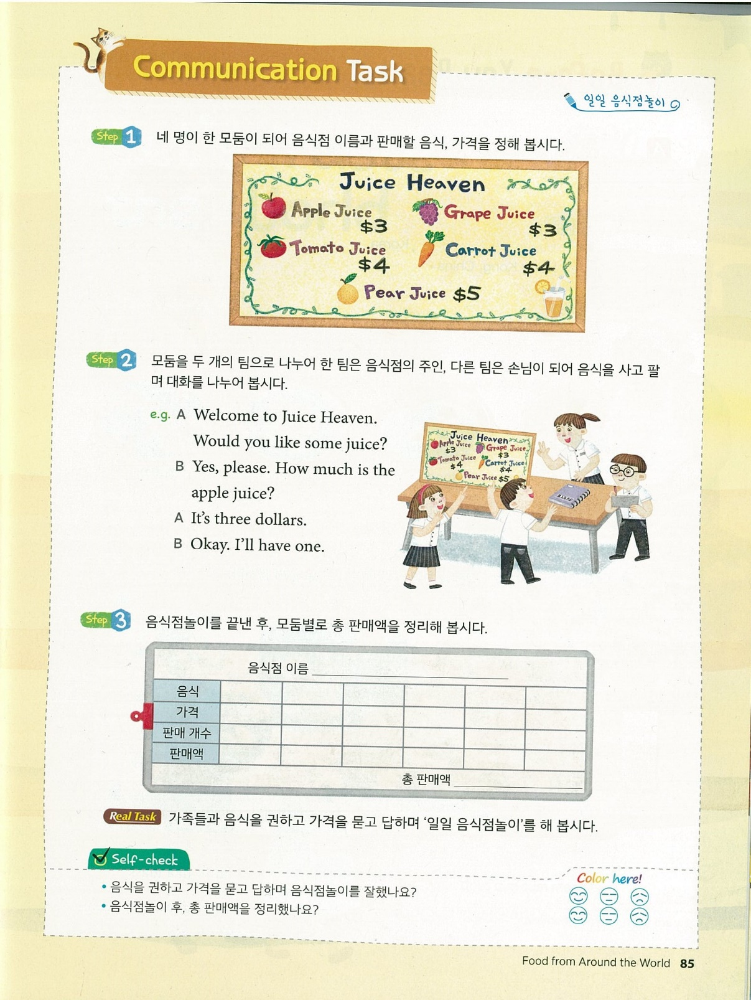 Communication Task
일일 음식점놀이
Step 1 네 명이 한 모둠이 되어 음식점 이름과 판매할 음식, 가격을 정해 봅시다.
Juice Heaven
Apple Juice $3
Grape Juice $3
Tomato Juice $4
Carrot Juice $4
Pear Juice $5
Step 2 모둠을 두 개의 팀으로 나누어 한 팀은 음식점의 주인, 다른 팀은 손님이 되어 음식을 사고 팔
며 대화를 나누어 봅시다.
e.g. A Welcome to Juice Heaven.
Would you like some juice?
B Yes, please. How much is the
apple juice?
A It's three dollars.
B Okay. I'll have one.
Juice Heaven
Apple Juice $3
Grape Juice $3
Tomato Juice $4
Carrot Juice $4
Pear Juice $5
NOTE
Step 3 음식점놀이를 끝낸 후, 모둠별로 총 판매액을 정리해 봅시다.
음식점 이름
음식
가격
판매 개수
판매액
총 판매액
Real Task 가족들과 음식을 권하고 가격을 묻고 답하며 ‘일일 음식점놀이’를 해 봅시다.
Self-check
Color here!
• 음식을 권하고 가격을 묻고 답하며 음식점놀이를 잘했나요?
• 음식점놀이 후, 총 판매액을 정리했나요?
Food from Around the World 85